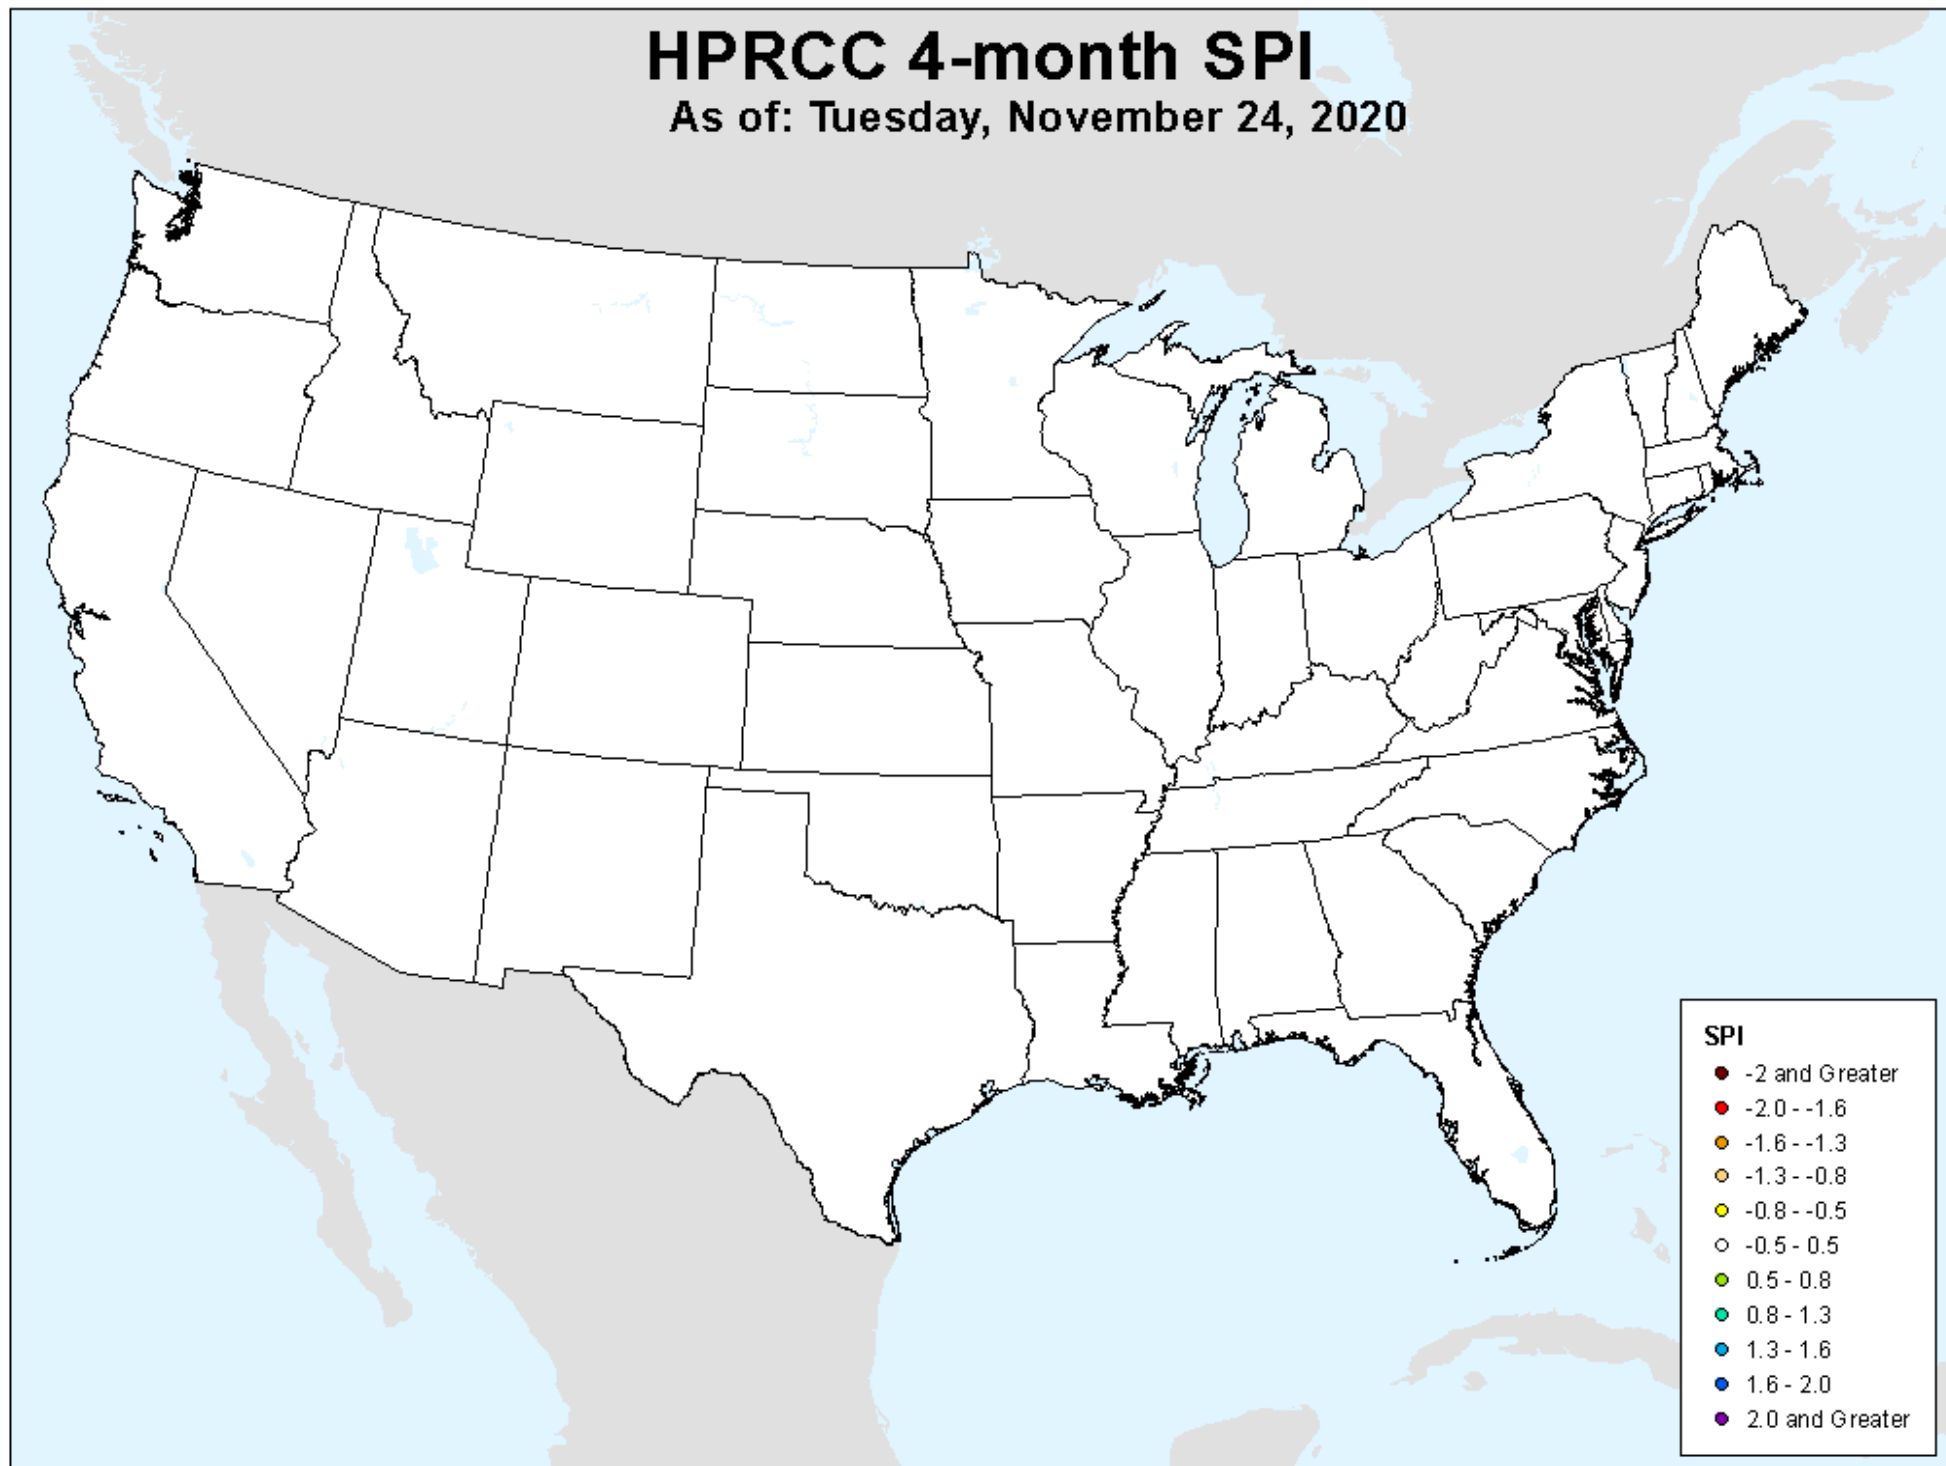 HPRCC 4-month SPI
As of: Tuesday, November 24, 2020
SPI
-2 and Greater
-2.0 - -1.6
-1.6 - -1.3
-1.3 - -0.8
-0.8 - -0.5
-0.5 - 0.5
0.5 - 0.8
0.8 - 1.3
1.3 - 1.6
1.6 - 2.0
2.0 and Greater